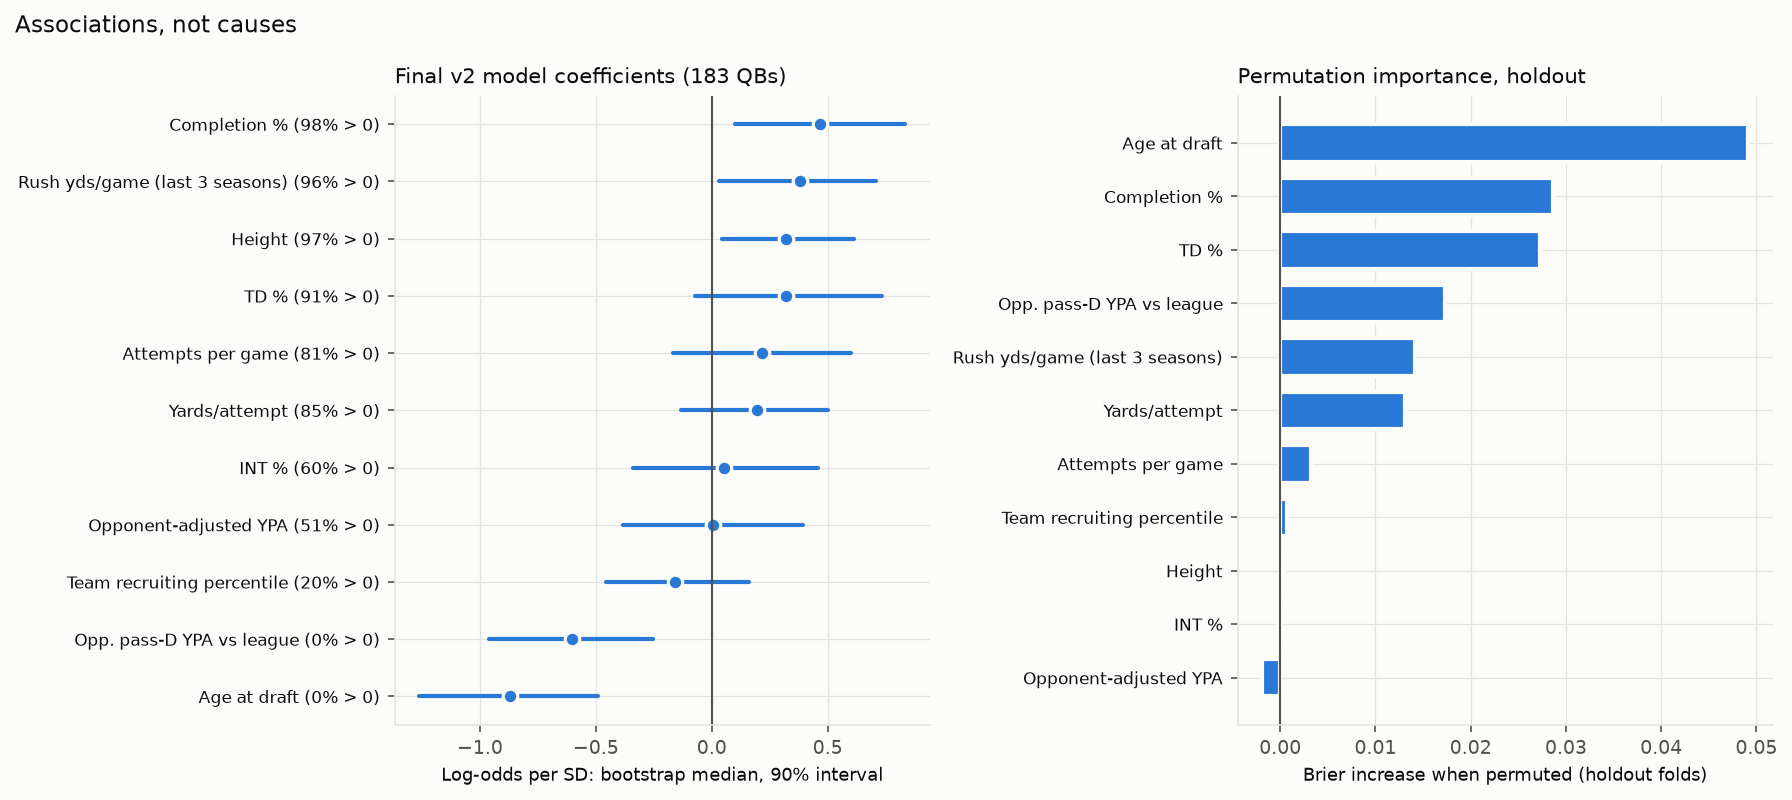 Associations, not causes
Final v2 model coefficients (183 QBs)
Completion % (98% > 0)
Rush yds/game (last 3 seasons) (96% > 0)
Height (97% > 0)
TD % (91% > 0)
Attempts per game (81% > 0)
Yards/attempt (85% > 0)
INT % (60% > 0)
Opponent-adjusted YPA (51% > 0)
Team recruiting percentile (20% > 0)
Opp. pass-D YPA vs league (0% > 0)
Age at draft (0% > 0)
−1.0 −0.5 0.0 0.5
Log-odds per SD: bootstrap median, 90% interval
Permutation importance, holdout
Age at draft
Completion %
TD %
Opp. pass-D YPA vs league
Rush yds/game (last 3 seasons)
Yards/attempt
Attempts per game
Team recruiting percentile
Height
INT %
Opponent-adjusted YPA
0.00 0.01 0.02 0.03 0.04 0.05
Brier increase when permuted (holdout folds)